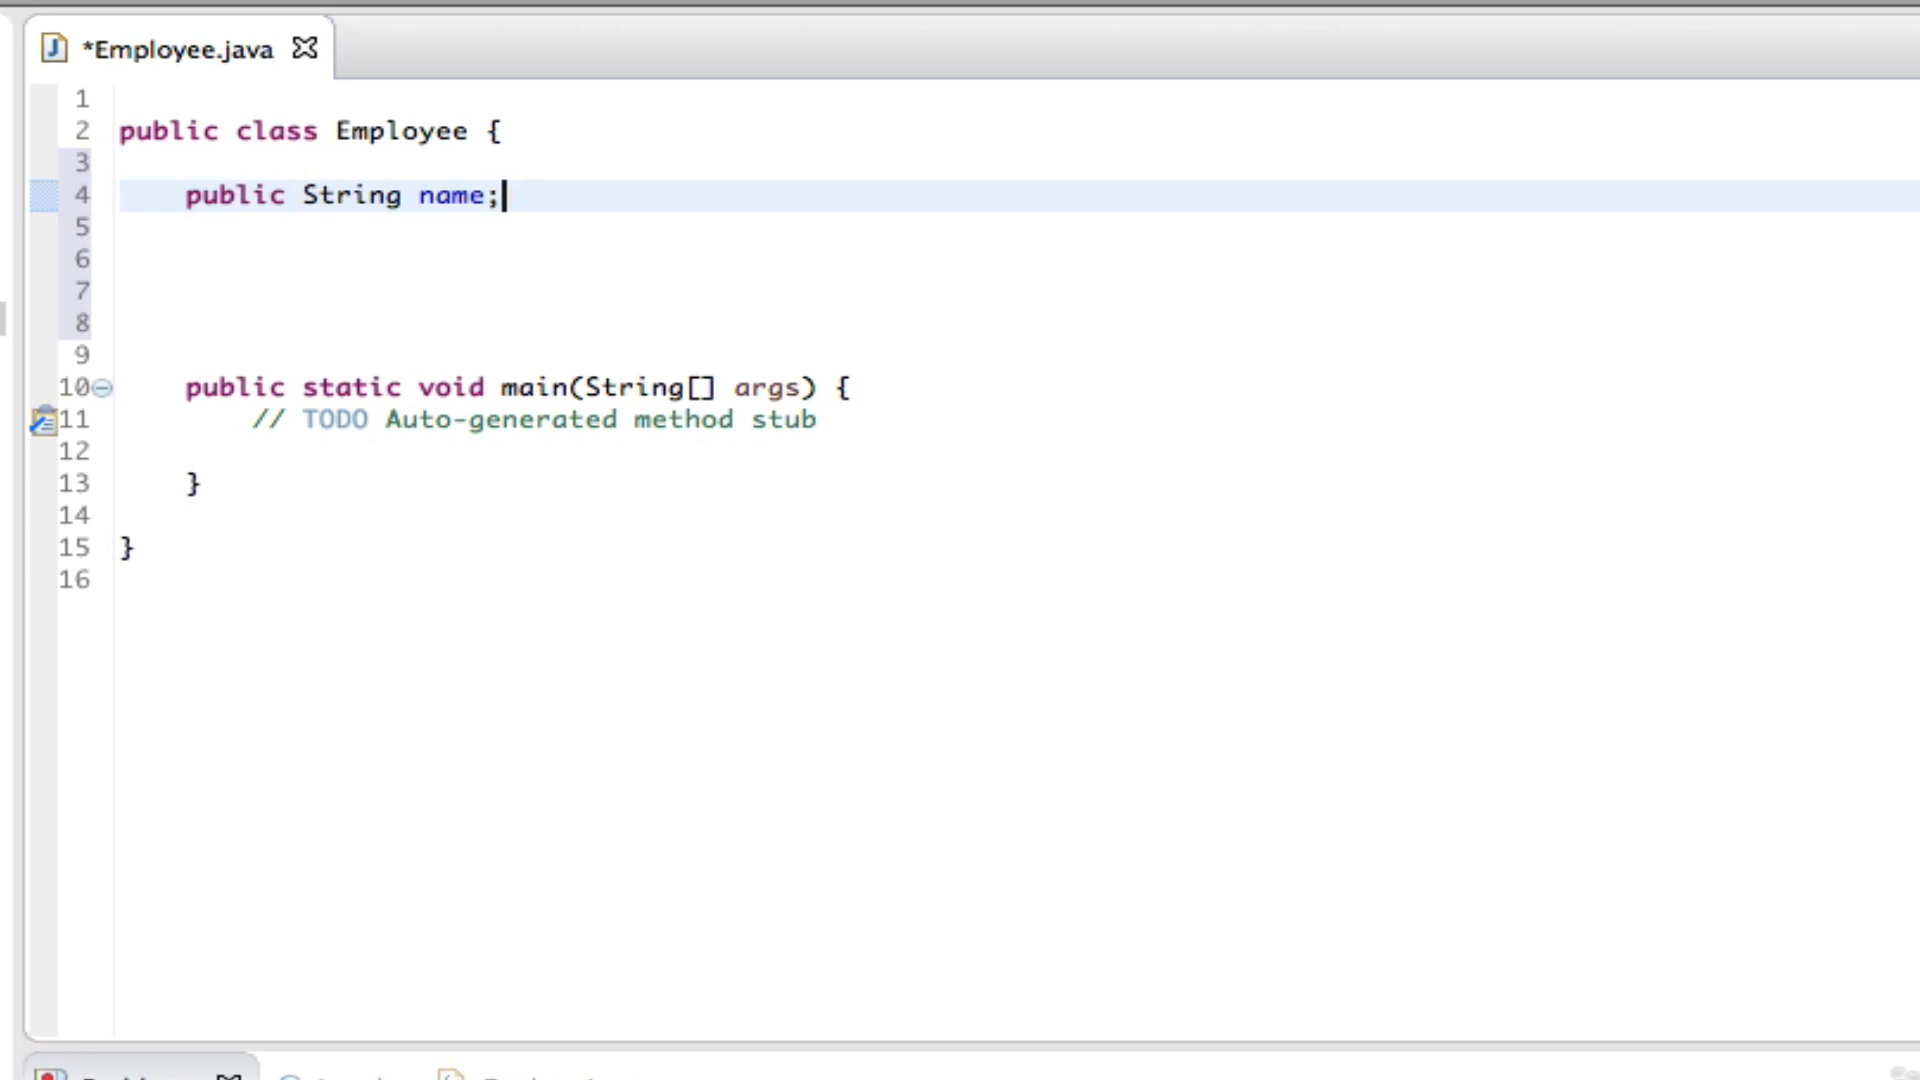 *Employee.java
1
2 public class Employee {
3
4 public String name;
5
6
7
8
9
10 public static void main(String[] args) {
11 // TODO Auto-generated method stub
12
13 }
14
15 }
16